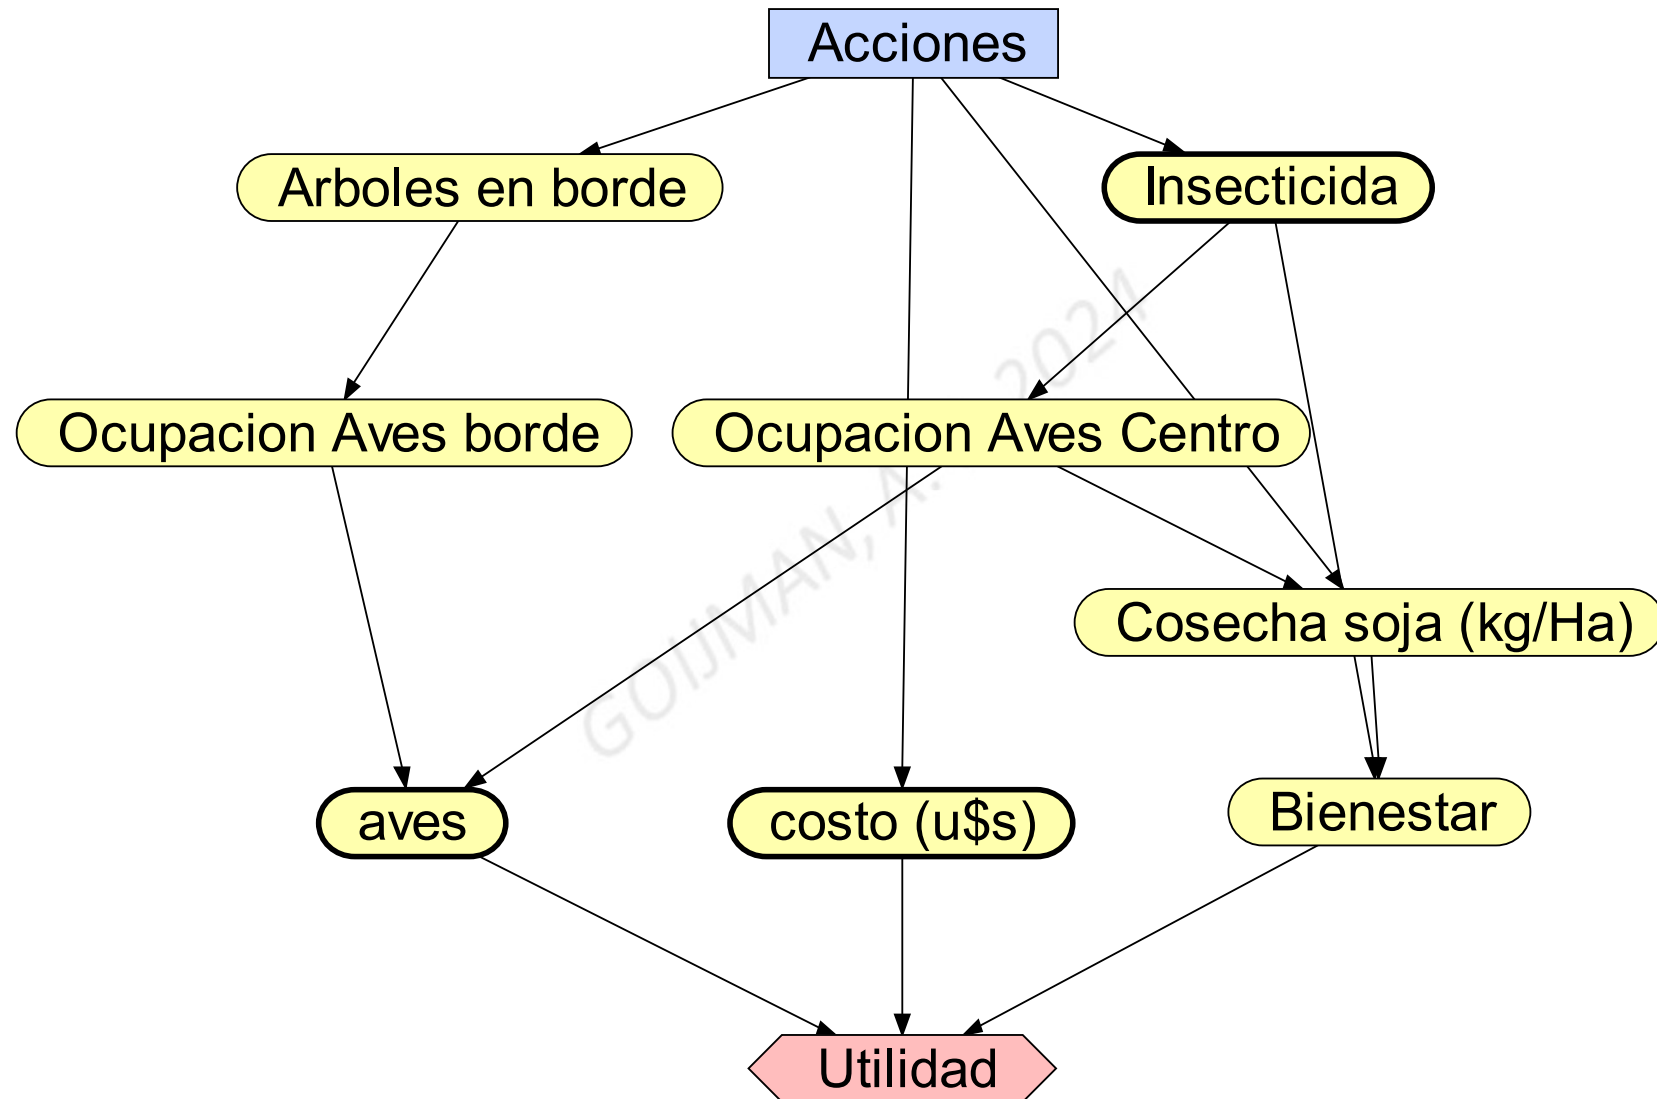 Acciones
Arboles en borde
Insecticida
Ocupacion Aves borde
Ocupacion Aves Centro
Cosecha soja (kg/Ha)
aves
costo (u$s)
Bienestar
Utilidad
GOIJMAN, A. 2024